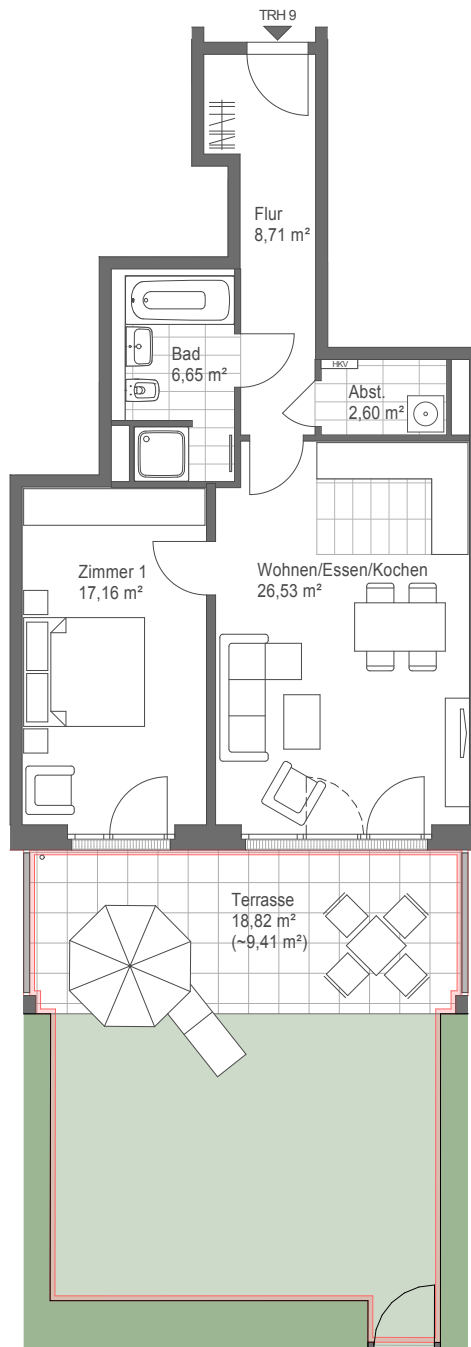 TRH 9
Flur
8,71 m²
Bad
6,65 m²
HKV
Abst.
2,60 m²
Zimmer 1
17,16 m²
Wohnen/Essen/Kochen
26,53 m²
Terrasse
18,82 m²
(~9,41 m²)